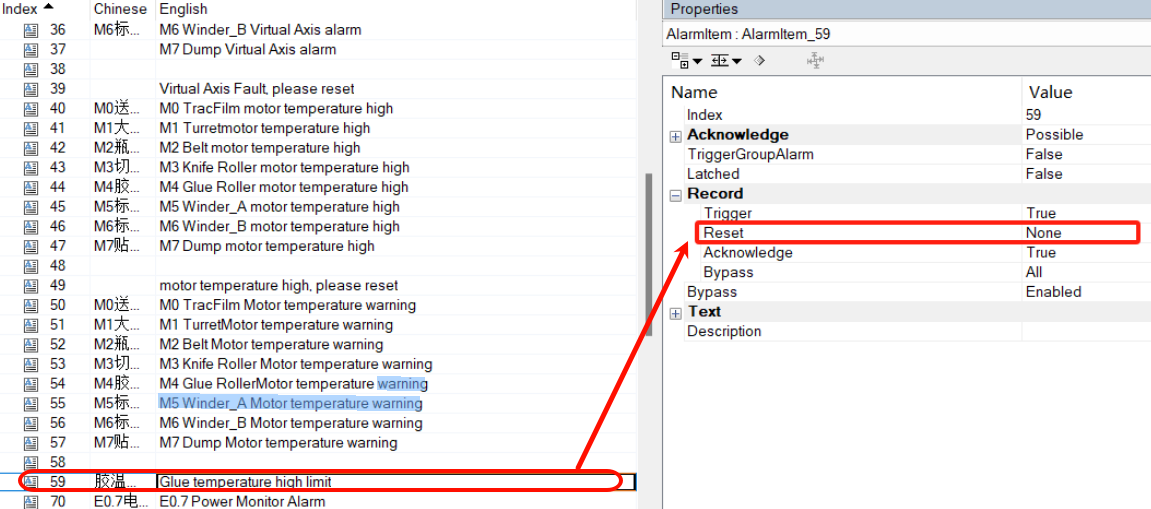 Index Chinese English
36 M6标... M6 Winder_B Virtual Axis alarm
37 M7 Dump Virtual Axis alarm
38
39 Virtual Axis Fault, please reset
40 M0送... M0 TracFilm motor temperature high
41 M1大... M1 Turretmotor temperature high
42 M2瓶... M2 Belt motor temperature high
43 M3切... M3 Knife Roller motor temperature high
44 M4胶... M4 Glue Roller motor temperature high
45 M5标... M5 Winder_A motor temperature high
46 M6标... M6 Winder_B motor temperature high
47 M7贴... M7 Dump motor temperature high
48
49 motor temperature high, please reset
50 M0送... M0 TracFilm Motor temperature warning
51 M1大... M1 TurretMotor temperature warning
52 M2瓶... M2 Belt Motor temperature warning
53 M3切... M3 Knife Roller Motor temperature warning
54 M4胶... M4 Glue RollerMotor temperature warning
55 M5标... M5 Winder_A Motor temperature warning
56 M6标... M6 Winder_B Motor temperature warning
57 M7贴... M7 Dump Motor temperature warning
58
59 胶温... Glue temperature high limit
70 E0.7电... E0.7 Power Monitor Alarm
Properties
AlarmItem : AlarmItem_59
Name Value
Index 59
Acknowledge Possible
TriggerGroupAlarm False
Latched False
Record
Trigger True
Reset None
Acknowledge True
Bypass All
Bypass Enabled
Text
Description